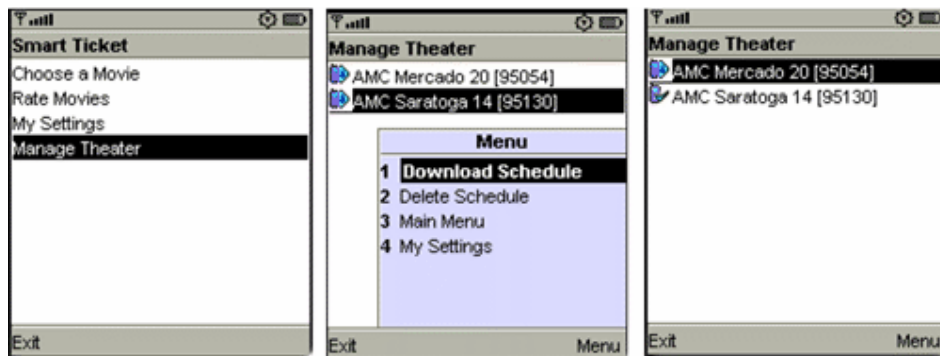 Smart Ticket
Choose a Movie
Rate Movies
My Settings
Manage Theater
Exit
Manage Theater
AMC Mercado 20 [95054]
AMC Saratoga 14 [95130]
Menu
1 Download Schedule
2 Delete Schedule
3 Main Menu
4 My Settings
Exit Menu
Manage Theater
AMC Mercado 20 [95054]
AMC Saratoga 14 [95130]
Exit Menu